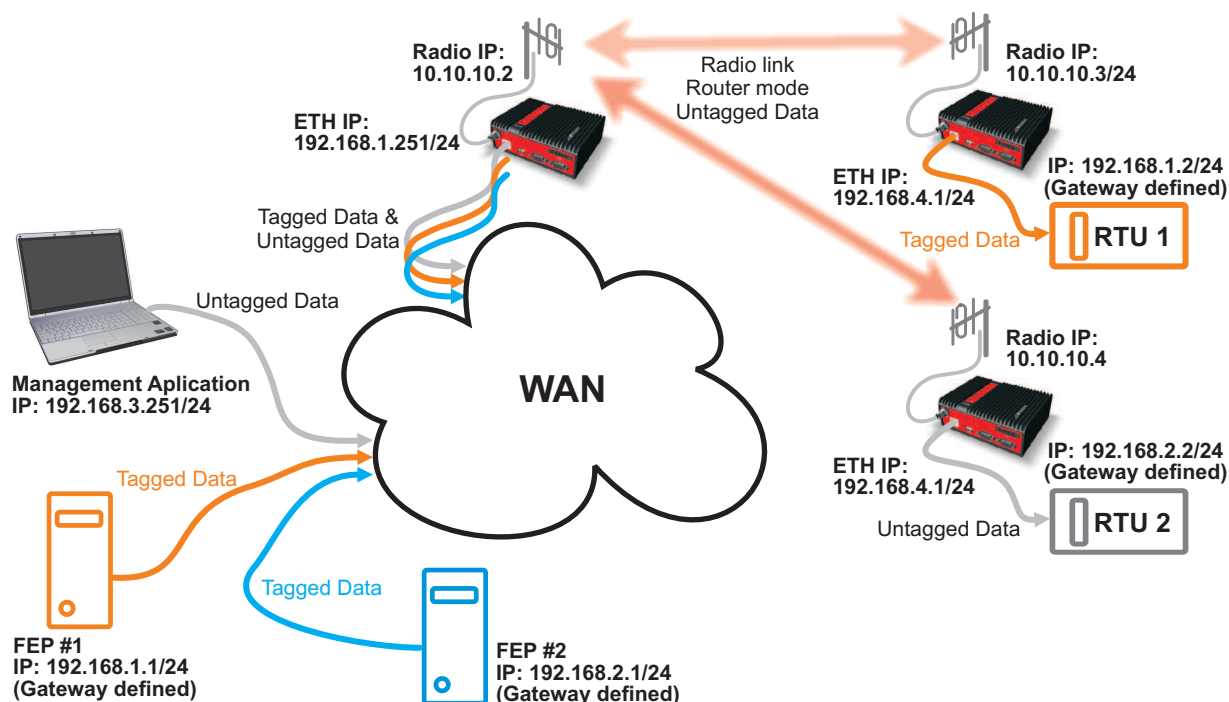 Radio IP:
10.10.10.2
Radio link
Router mode
Untagged Data
Radio IP:
10.10.10.3/24
ETH IP:
192.168.1.251/24
ETH IP:
192.168.4.1/24
IP: 192.168.1.2/24
(Gateway defined)
Tagged Data
RTU 1
Tagged Data &
Untagged Data
Untagged Data
Management Aplication
IP: 192.168.3.251/24
WAN
Radio IP:
10.10.10.4
ETH IP:
192.168.4.1/24
IP: 192.168.2.2/24
(Gateway defined)
Untagged Data
RTU 2
Tagged Data
FEP #1
IP: 192.168.1.1/24
(Gateway defined)
Tagged Data
FEP #2
IP: 192.168.2.1/24
(Gateway defined)